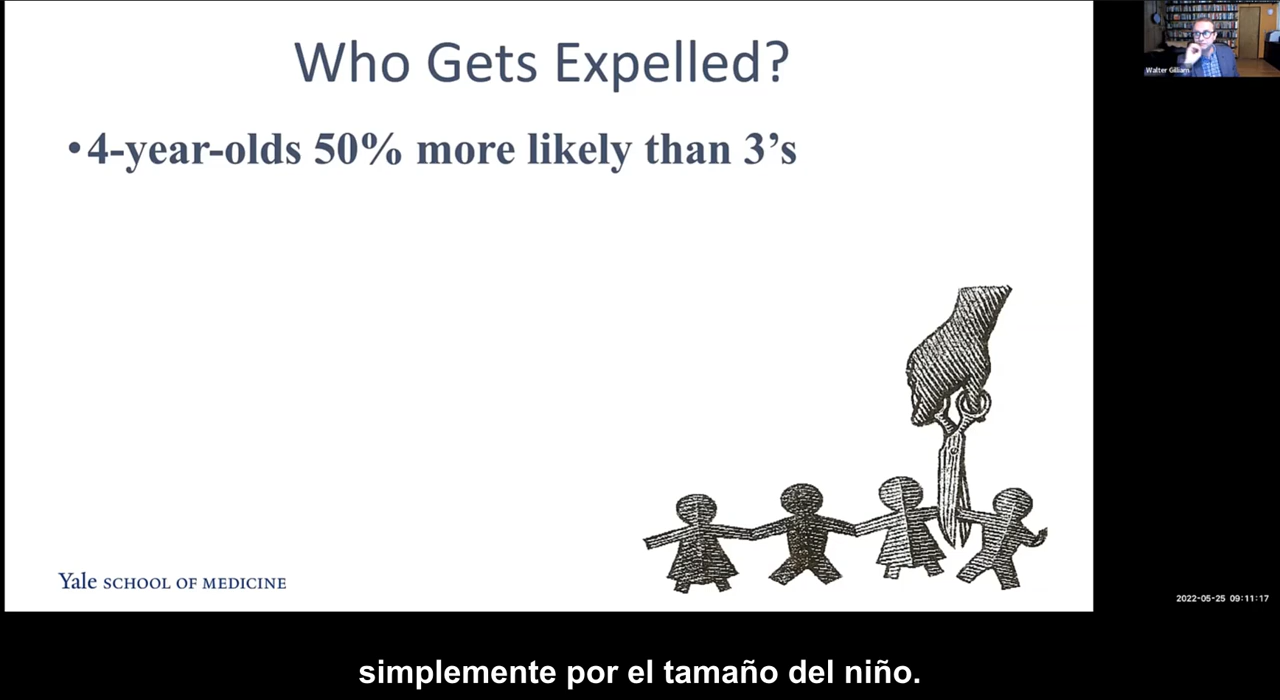 Who Gets Expelled?
•4-year-olds 50% more likely than 3's
Walter Gilliam
Yale SCHOOL OF MEDICINE
2022-05-25 09:11:17
simplemente por el tamaño del niño.